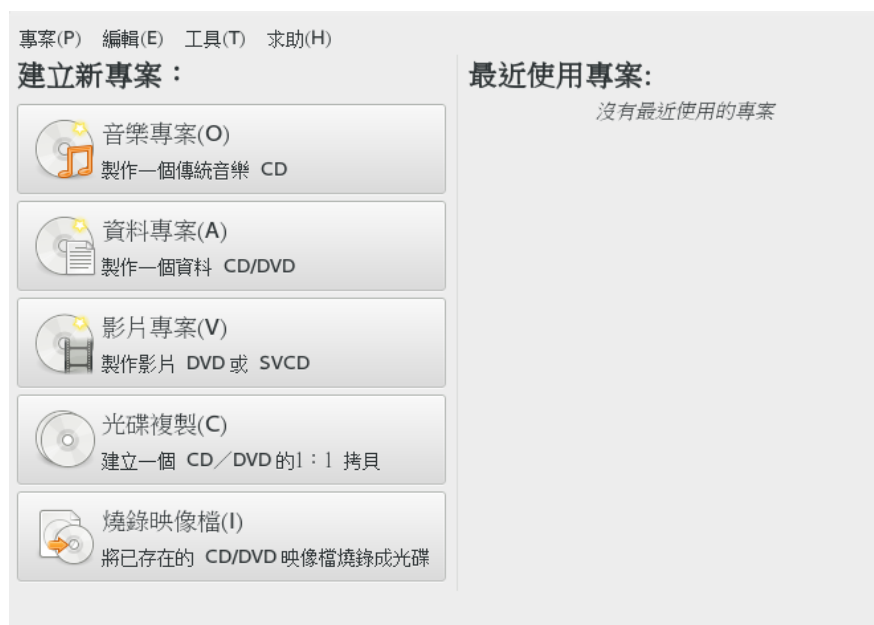 專案(P) 編輯(E) 工具(T) 求助(H)
建立新專案：
音樂專案(O)
製作一個傳統音樂 CD
資料專案(A)
製作一個資料 CD/DVD
影片專案(V)
製作影片 DVD 或 SVCD
光碟複製(C)
建立一個 CD／DVD 的1：1 拷貝
燒錄映像檔(I)
將已存在的 CD/DVD 映像檔燒錄成光碟
最近使用專案:
沒有最近使用的專案